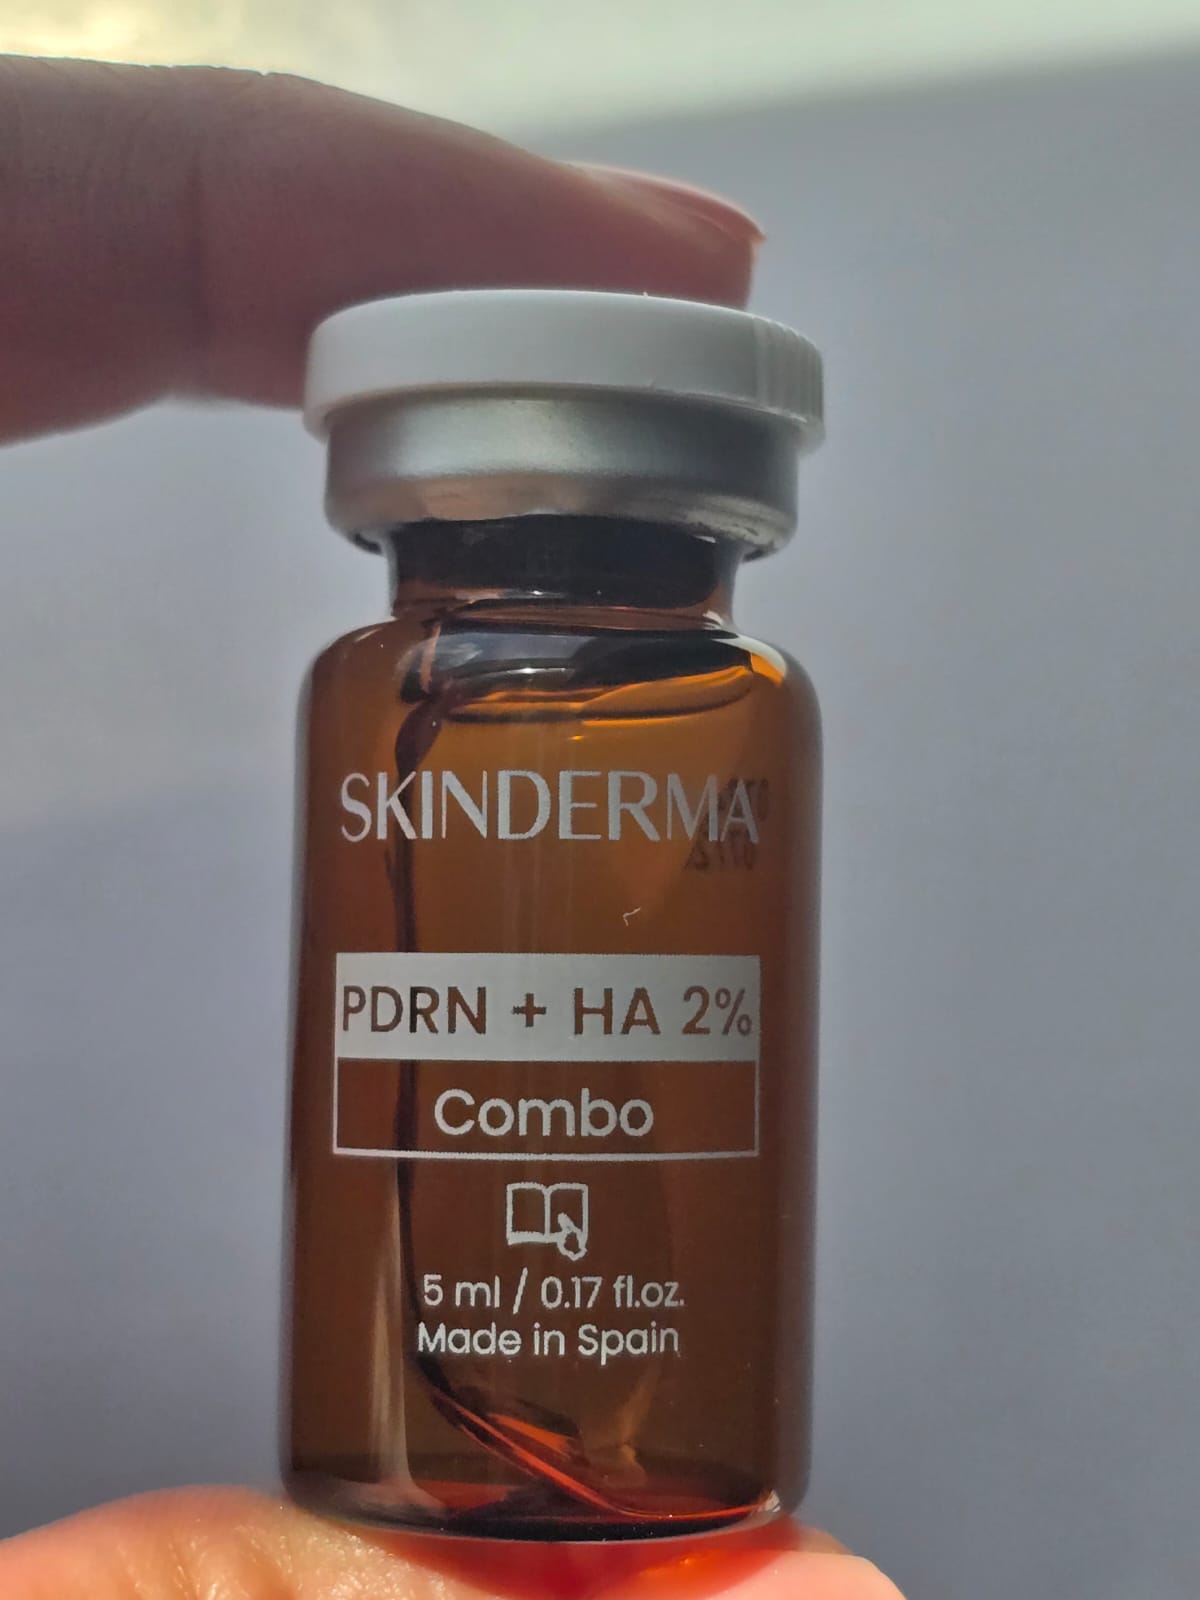 SKINDERMA
PDRN + HA 2%
Combo
5 ml / 0.17 fl.oz.
Made in Spain